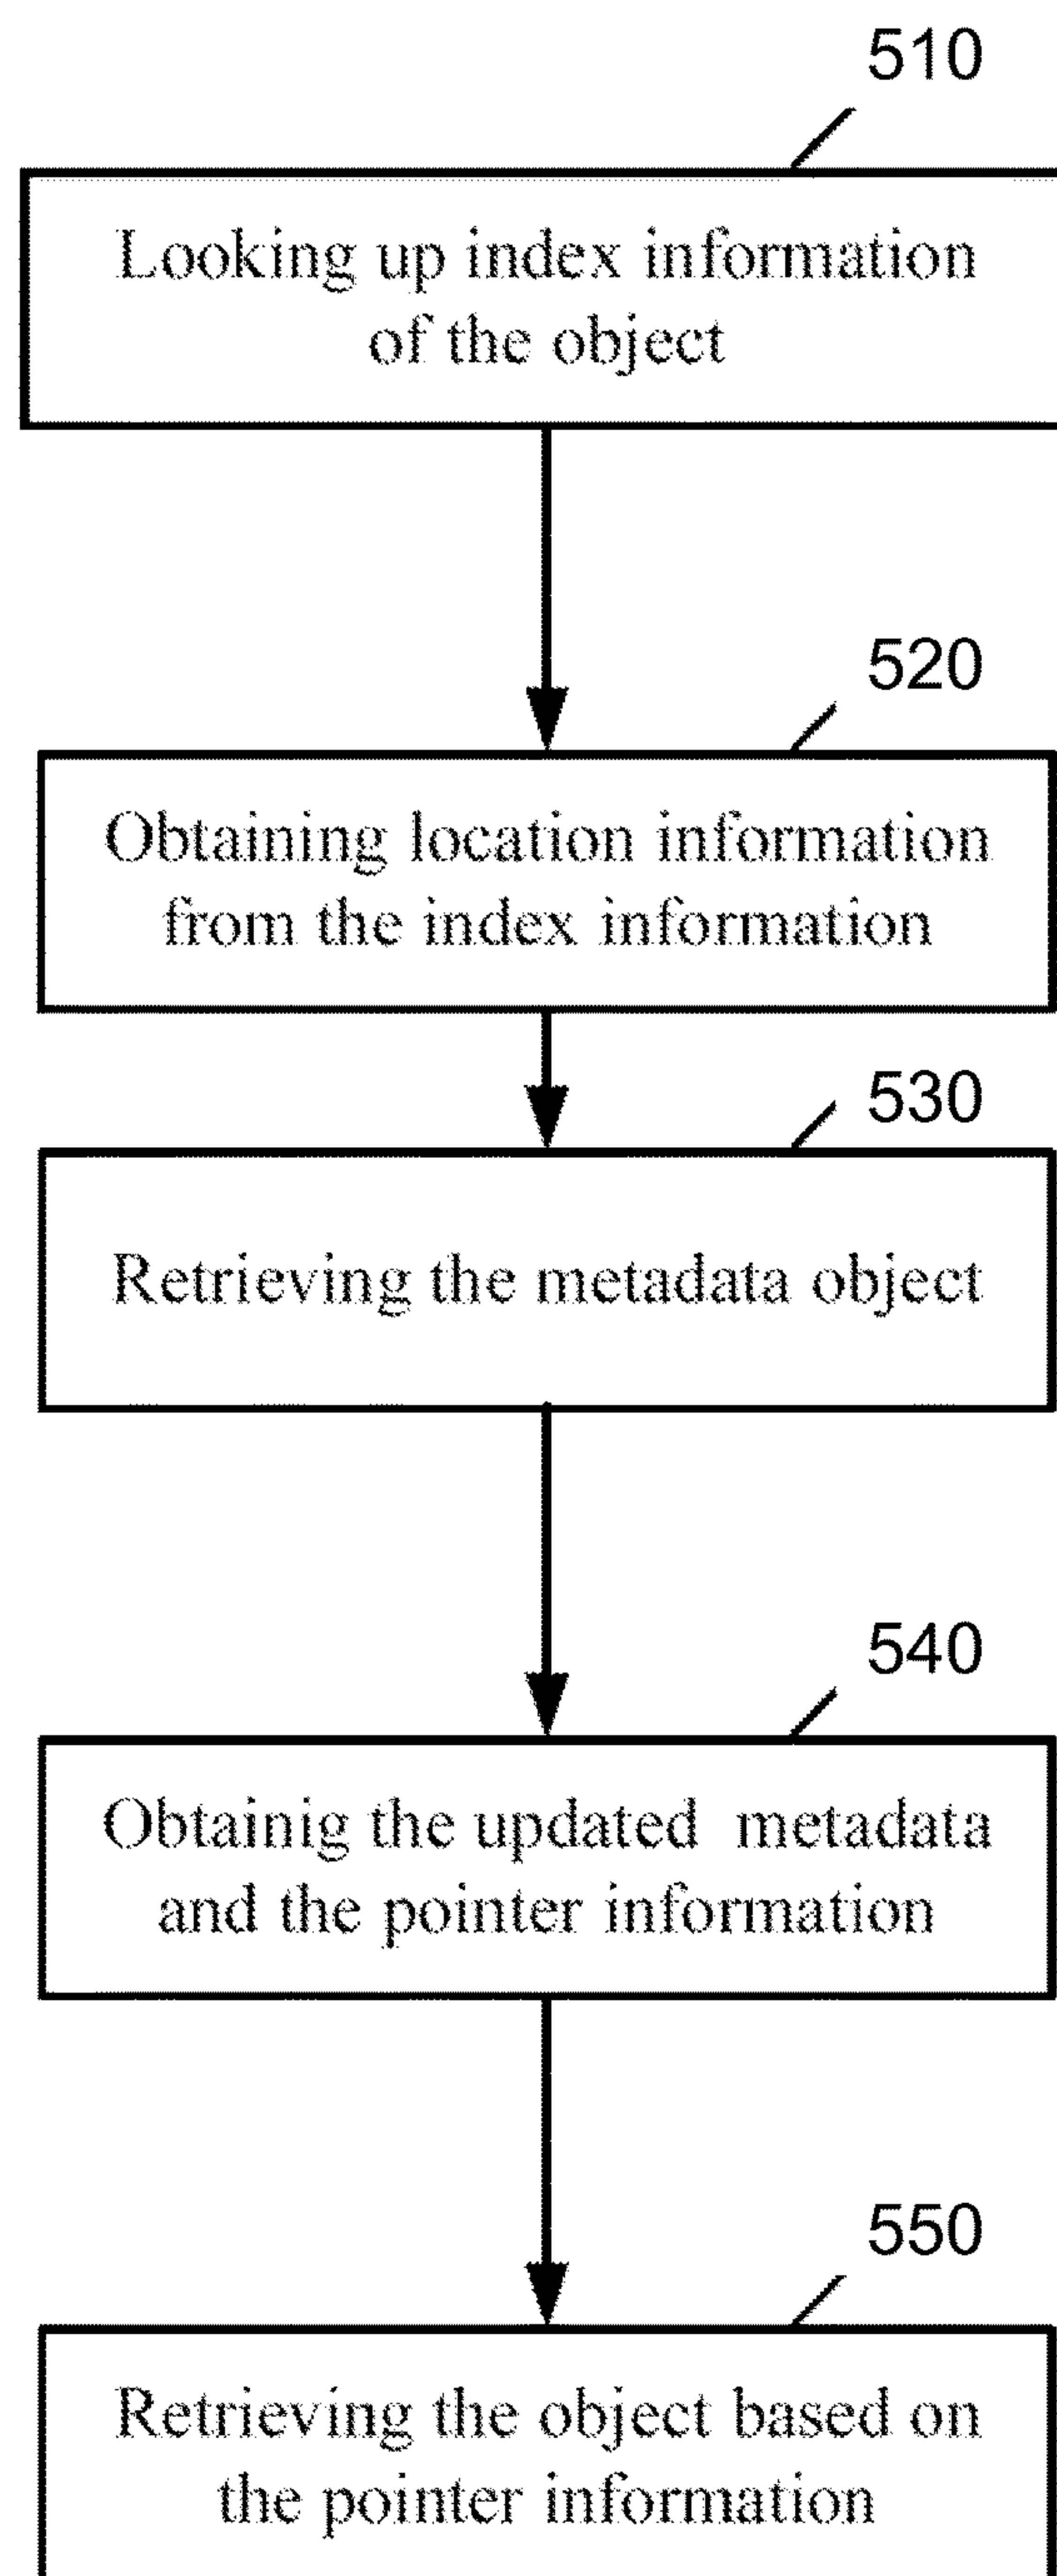 510
Looking up index information
of the object
520
Obtaining location information
from the index information
530
Retrieving the metadata object
540
Obtainig the updated metadata
and the pointer information
550
Retrieving the object based on
the pointer information